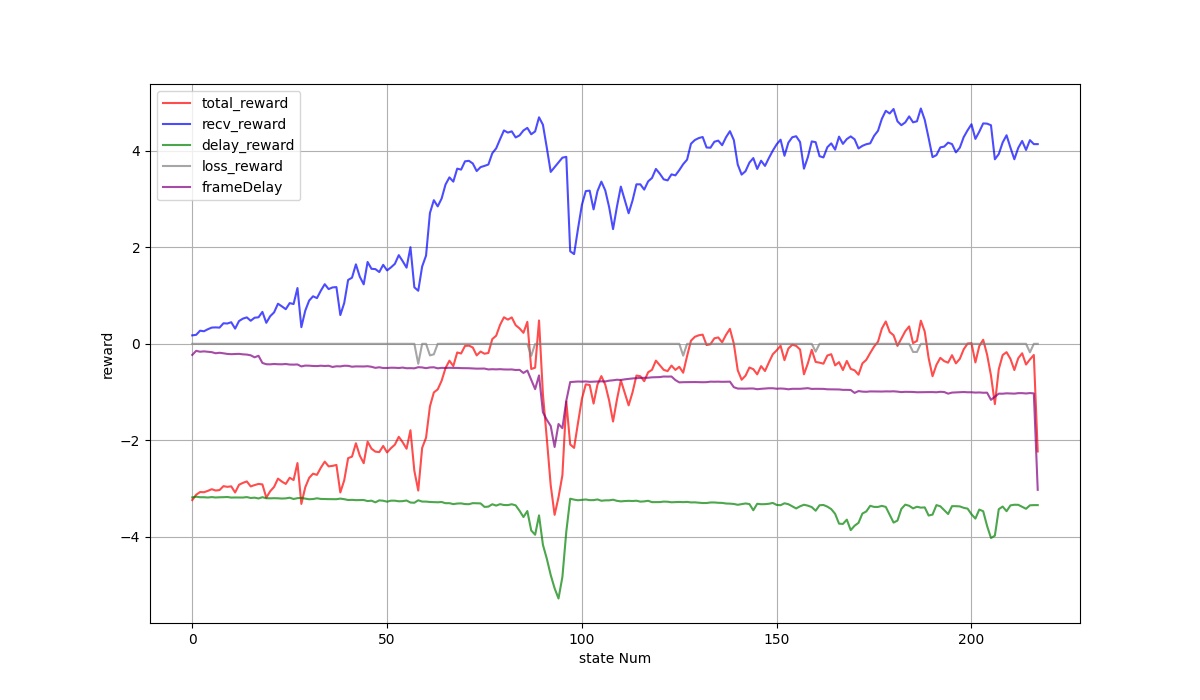 total_reward
recv_reward
delay_reward
loss_reward
frameDelay
4
2
0
−2
−4
reward
0 50 100 150 200
state Num